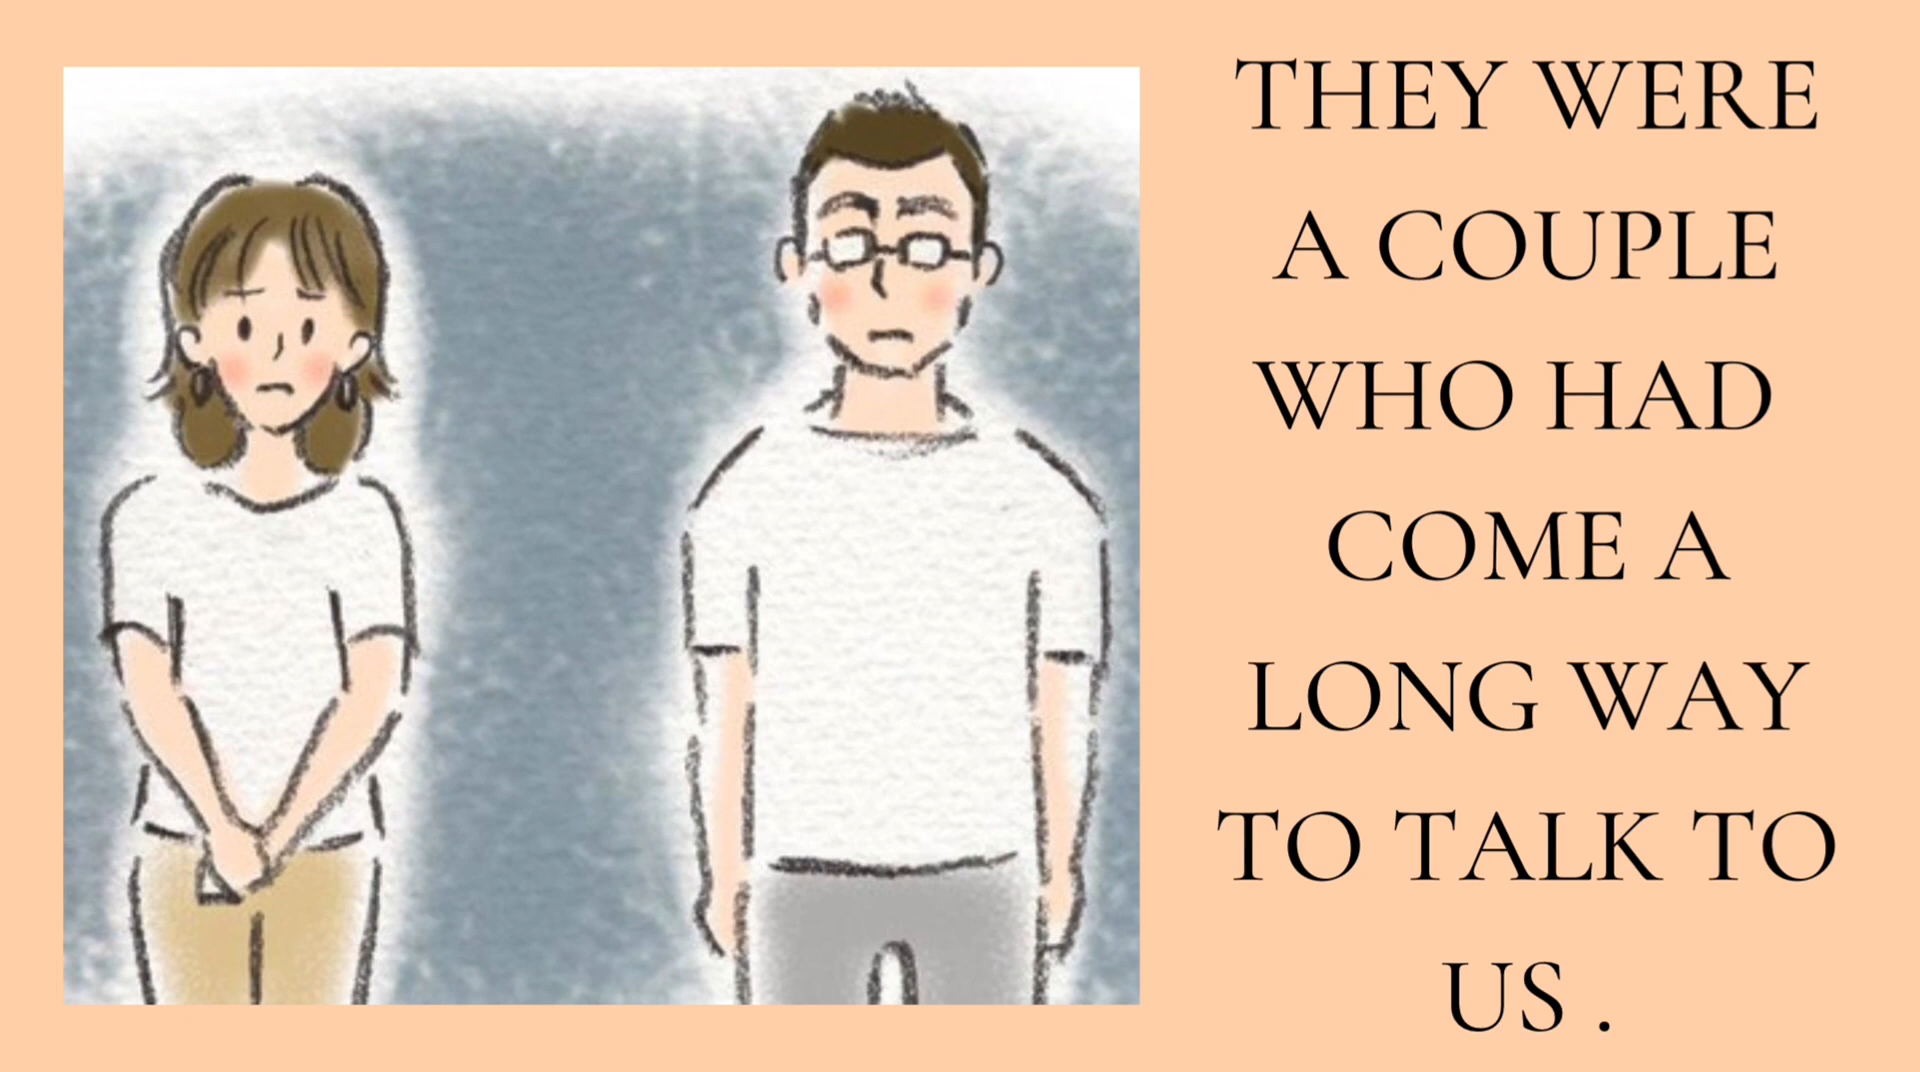 THEY WERE
A COUPLE
WHO HAD
COME A
LONG WAY
TO TALK TO
US .